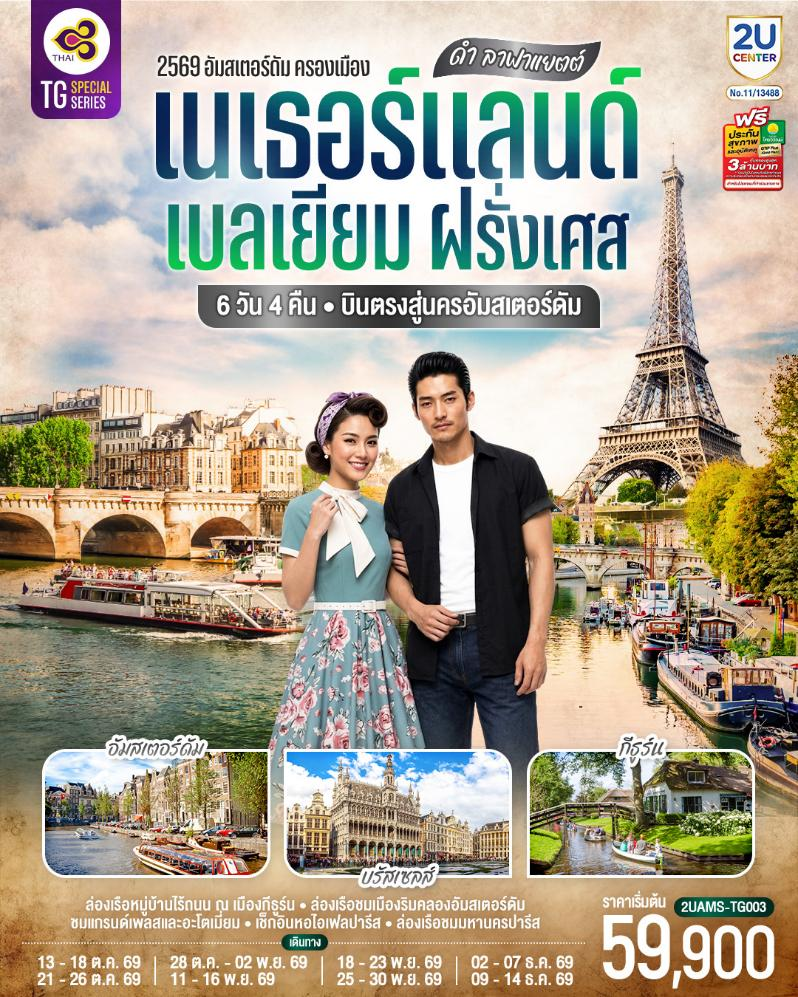 THAI
TG SPECIAL SERIES
2U CENTER
No.11/13488
2569 อัมสเตอร์ดัม ครองเมือง
ดำ ลาฟาแยตต์
เนเธอร์แลนด์
เบลเยียม ฝรั่งเศส
6 วัน 4 คืน • บินตรงสู่นครอัมสเตอร์ดัม
ฟรี
ประกัน
สุขภาพ
และอุบัติเหตุ
3ล้านบาท
อัมสเตอร์ดัม
บรัสเซลส์
กีธูร์น
ล่องเรือหมู่บ้านไร้ถนน ณ เมืองกีธูร์น • ล่องเรือชมเมืองริมคลองอัมสเตอร์ดัม
ชมแกรนด์เพลสและอะโตเมี่ยม • เช็กอินหอไอเฟลปารีส • ล่องเรือชมมหานครปารีส
เดินทาง
13 - 18 ต.ค. 69 | 28 ต.ค. - 02 พ.ย. 69 | 18 - 23 พ.ย. 69 | 02 - 07 ธ.ค. 69
21 - 26 ต.ค. 69 | 11 - 16 พ.ย. 69 | 25 - 30 พ.ย. 69 | 09 - 14 ธ.ค. 69
ราคาเริ่มต้น
2UAMS-TG003
59,900